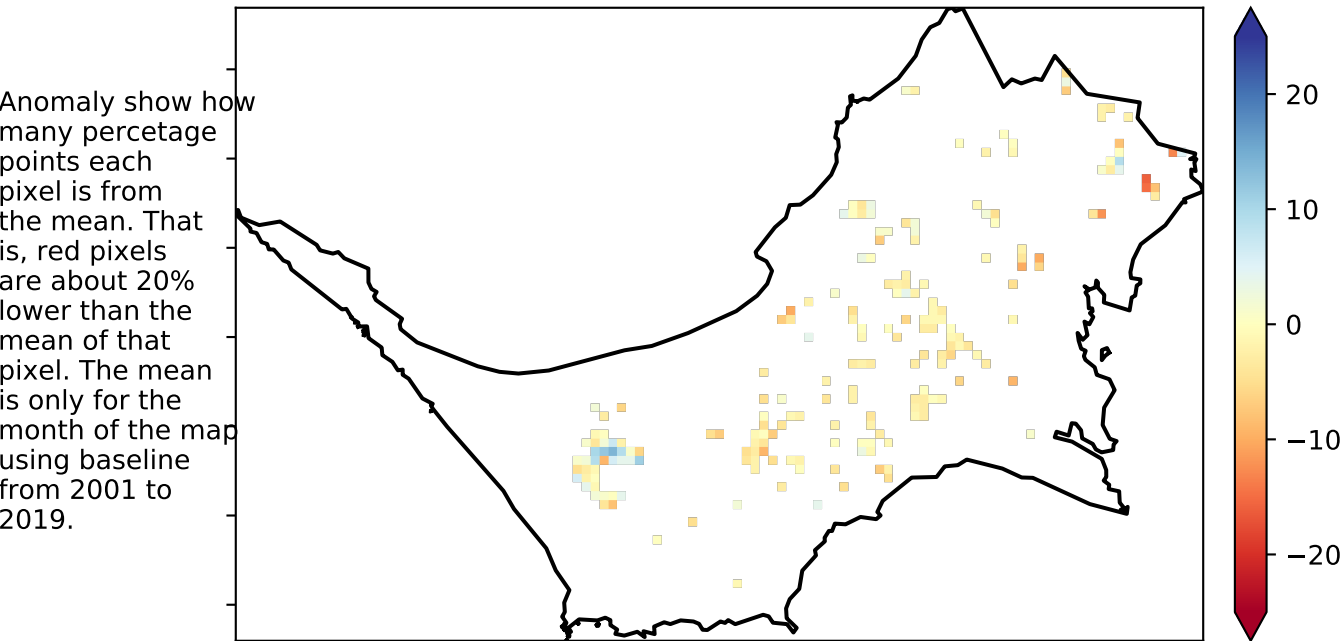 Anomaly show how
many percetage
points each
pixel is from
the mean. That
is, red pixels
are about 20%
lower than the
mean of that
pixel. The mean
is only for the
month of the map
using baseline
from 2001 to
2019.
20
10
0
−10
−20